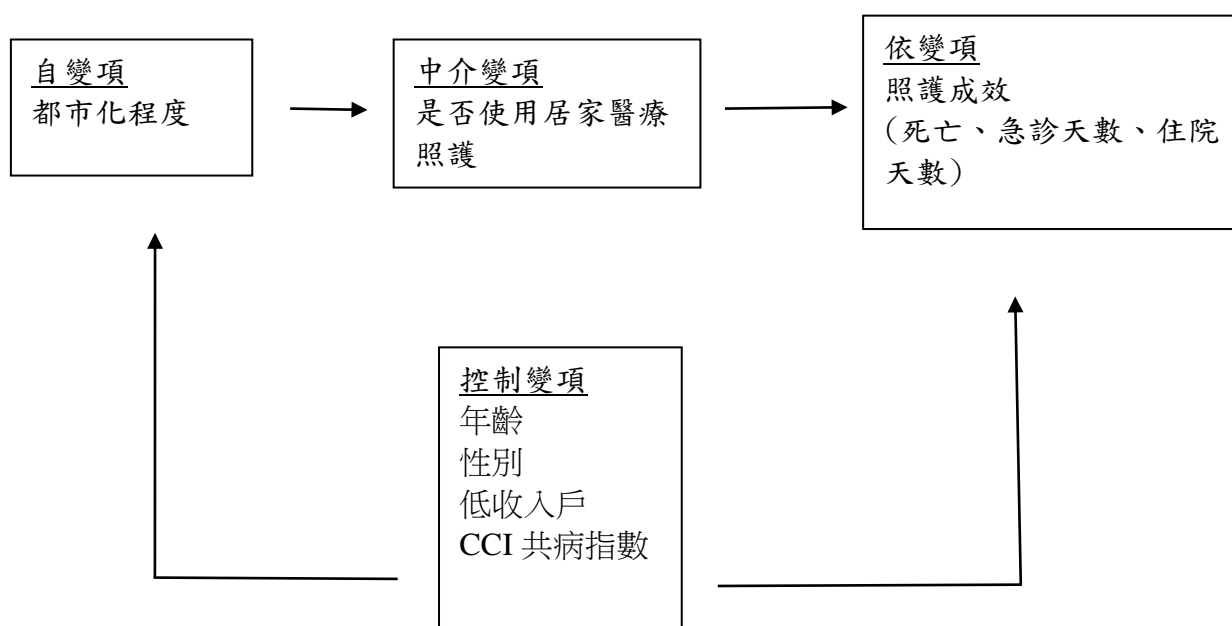 自變項
都市化程度
中介變項
是否使用居家醫療
照護
依變項
照護成效
(死亡、急診天數、住院
天數)
控制變項
年齡
性別
低收入戶
CCI 共病指數